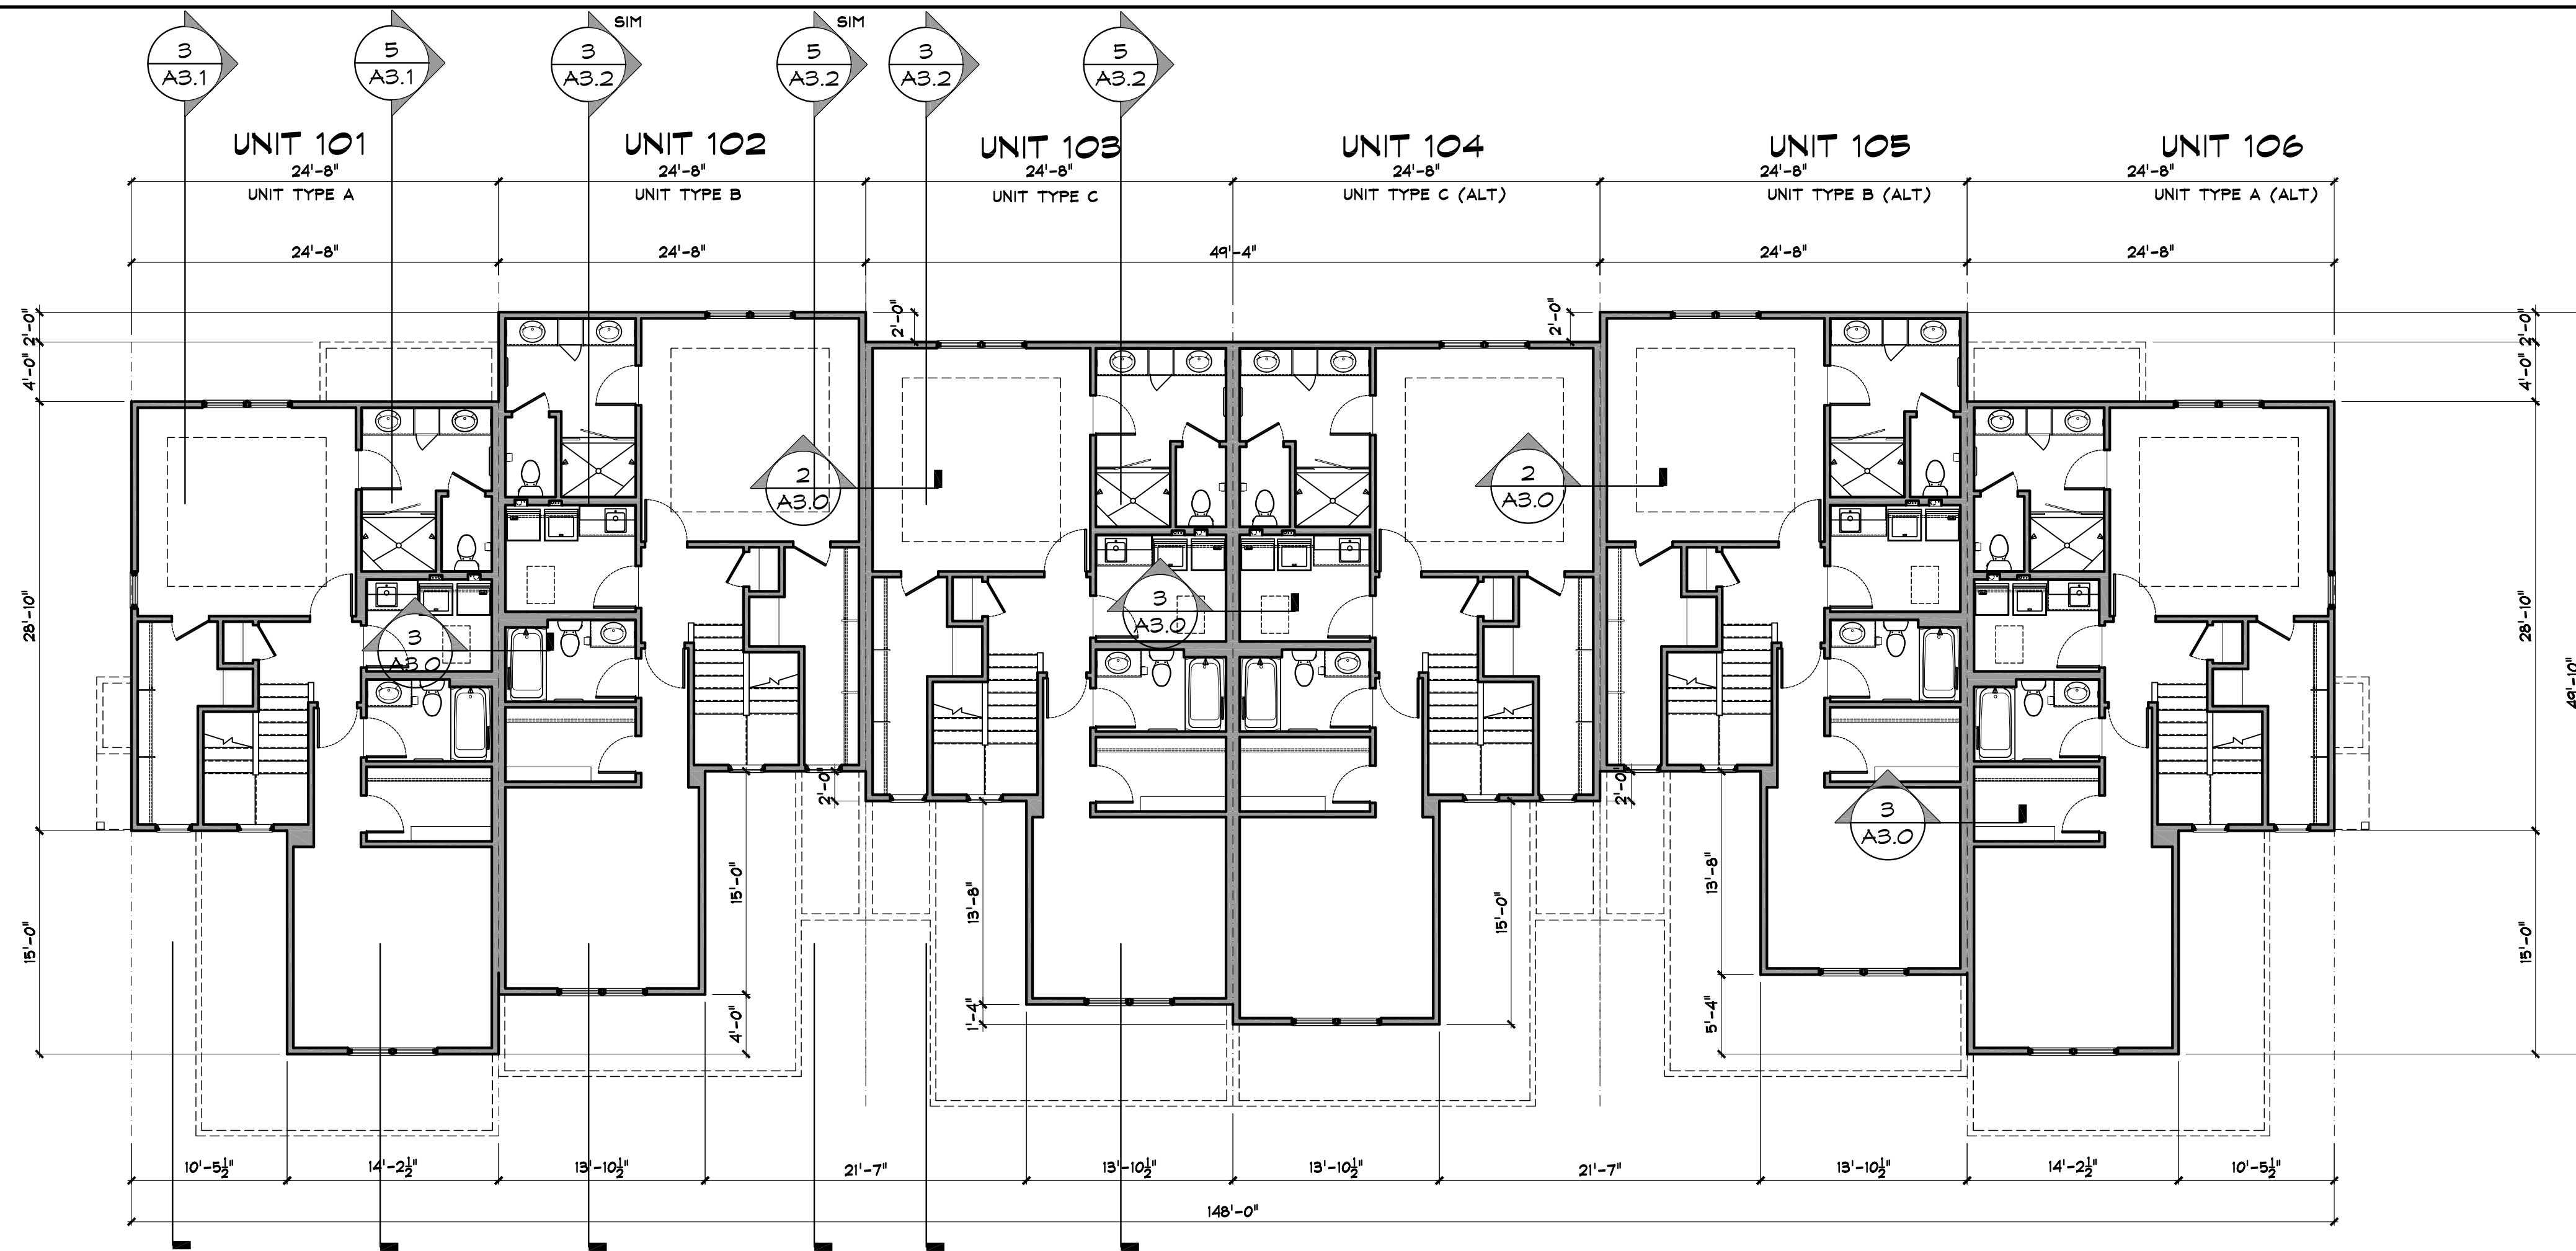 SIM
SIM
3
A3.1
5
A3.1
3
A3.2
5
A3.2
3
A3.2
5
A3.2
UNIT 101
UNIT 102
UNIT 103
UNIT 104
UNIT 105
UNIT 106
24'-8"
24'-8"
24'-8"
24'-8"
24'-8"
24'-8"
UNIT TYPE A
UNIT TYPE B
UNIT TYPE C
UNIT TYPE C (ALT)
UNIT TYPE B (ALT)
UNIT TYPE A (ALT)
24'-8"
24'-8"
49'-4"
24'-8"
24'-8"
2'-0"
2'-0"
2'-0"
2'-0"
4'-0"
4'-0"
2
A3.0
2
A3.0
28'-10"
3
A3.0
3
A3.0
28'-10"
49'-10"
2'-0"
2'-0"
3
A3.0
15'-0"
15'-0"
13'-8"
15'-0"
13'-8"
15'-0"
4'-0"
1'-4"
5'-4"
10'-5½"
14'-2½"
13'-10½"
21'-7"
13'-10½"
13'-10½"
21'-7"
13'-10½"
14'-2½"
10'-5½"
148'-0"